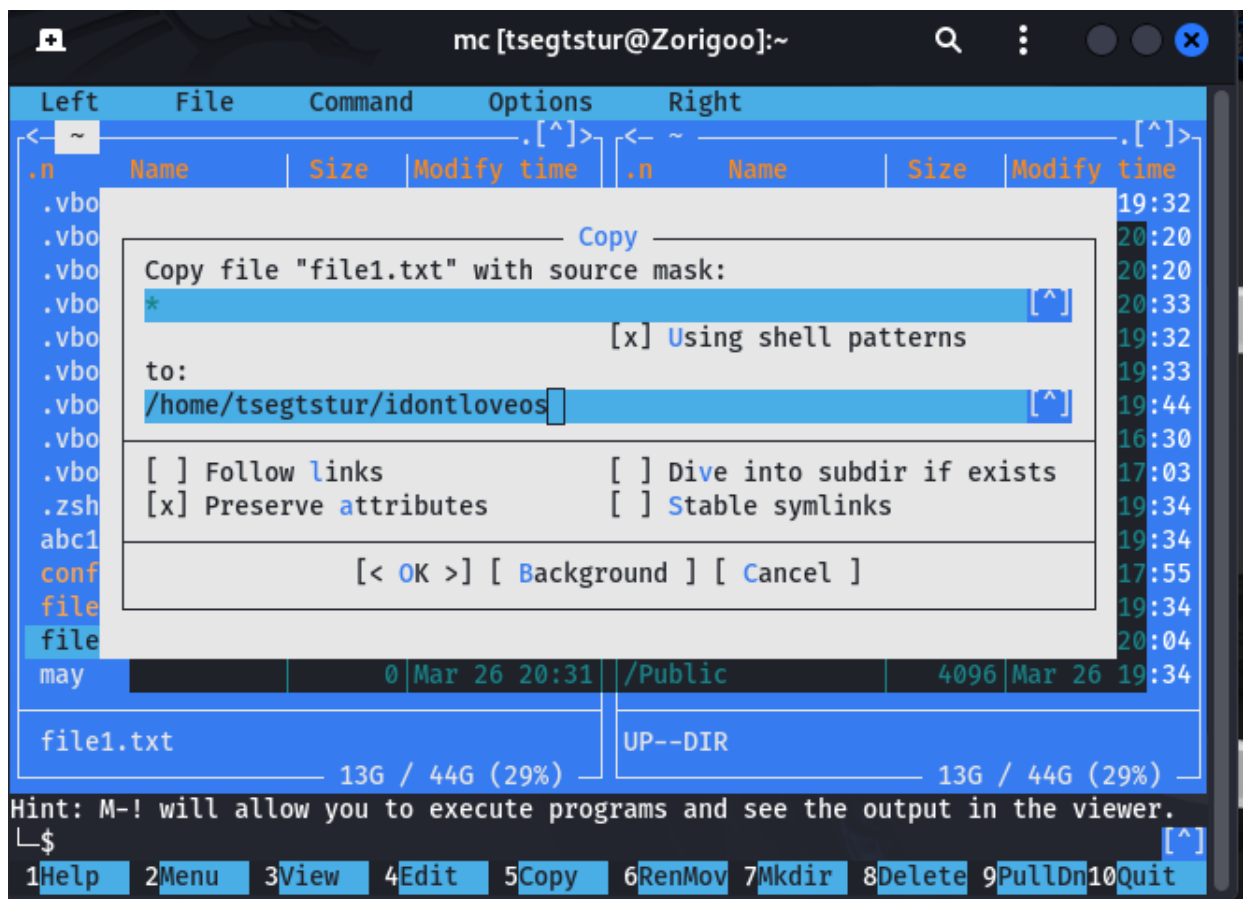 mc [tsegtstur@Zorigoo]:~
Left File Command Options Right
<— ~ .[^]> <— ~ .[^]>
.n Name Size Modify time .n Name Size Modify time
.vbo 19:32
.vbo Copy 20:20
.vbo Copy file "file1.txt" with source mask: 20:20
.vbo * [^] 20:33
.vbo [x] Using shell patterns 19:32
.vbo to: 19:33
.vbo /home/tsegtstur/idontloveos [^] 19:44
.vbo 16:30
.vbo [ ] Follow links [ ] Dive into subdir if exists 17:03
.zsh [x] Preserve attributes [ ] Stable symlinks 19:34
abc1 19:34
conf [< OK >] [ Background ] [ Cancel ] 17:55
file 19:34
file 20:04
may 0 Mar 26 20:31 /Public 4096 Mar 26 19:34
file1.txt UP--DIR
13G / 44G (29%) 13G / 44G (29%)
Hint: M-! will allow you to execute programs and see the output in the viewer.
└─$ [^]
1Help 2Menu 3View 4Edit 5Copy 6RenMov 7Mkdir 8Delete 9PullDn 10Quit